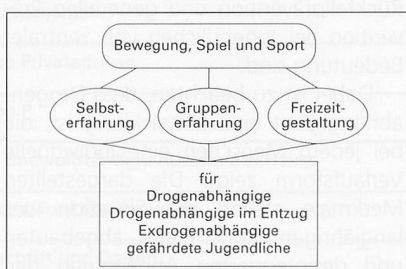 Bewegung, Spiel und Sport
Selbst-
erfahrung
Gruppen-
erfahrung
Freizeit-
gestaltung
für
Drogenabhängige
Drogenabhängige im Entzug
Exdrogenabhängige
gefährdete Jugendliche